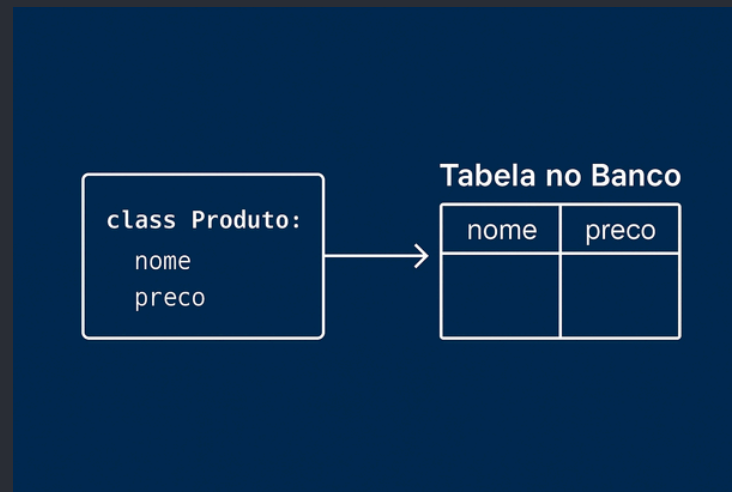 class Produto:
nome
preco
Tabela no Banco
nome preco